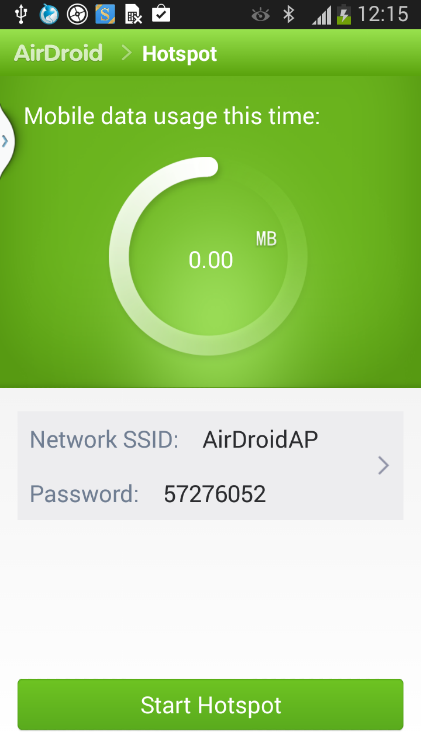 12:15
AirDroid > Hotspot
Mobile data usage this time:
MB
0.00
Network SSID: AirDroidAP
Password: 57276052
Start Hotspot